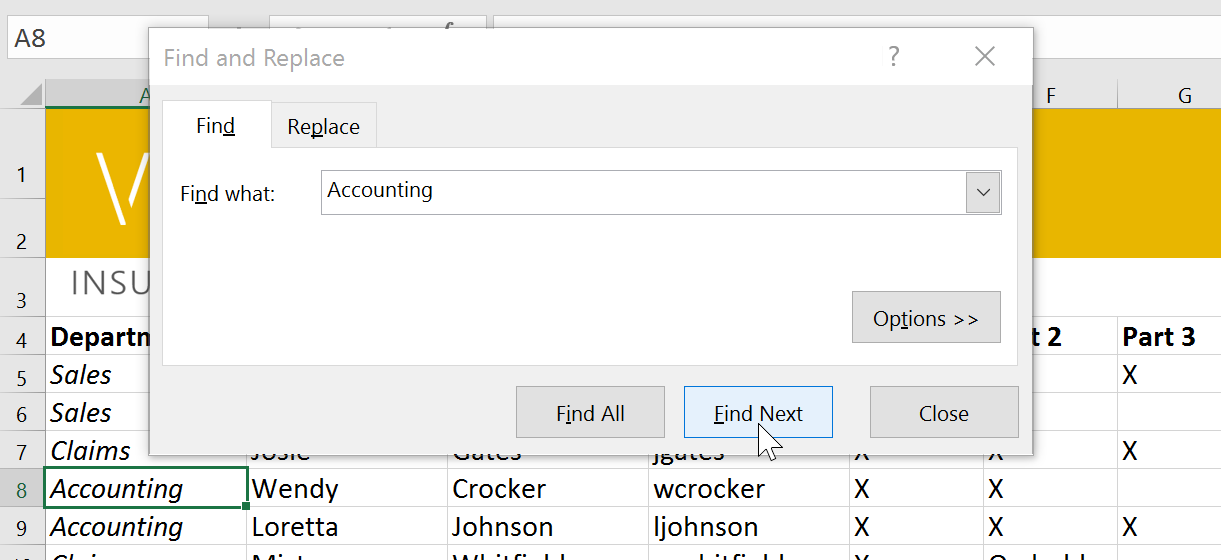 A8
Find and Replace ?
A F G
Find Replace
1
Find what: Accounting
2
INSU
3
Options >>
4 Departn t 2 Part 3
5 Sales X
6 Sales
Find All Find Next Close
7 Claims Josie Gates jgates X X X
8 Accounting Wendy Crocker wcrocker X X
9 Accounting Loretta Johnson ljohnson X X X